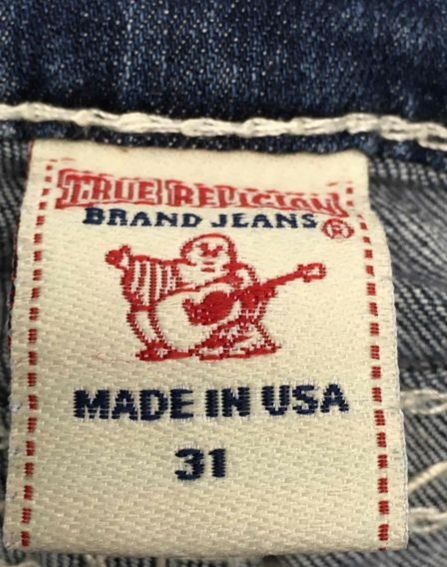 TRUE RELIGION
BRAND JEANS ®
MADE IN USA
31